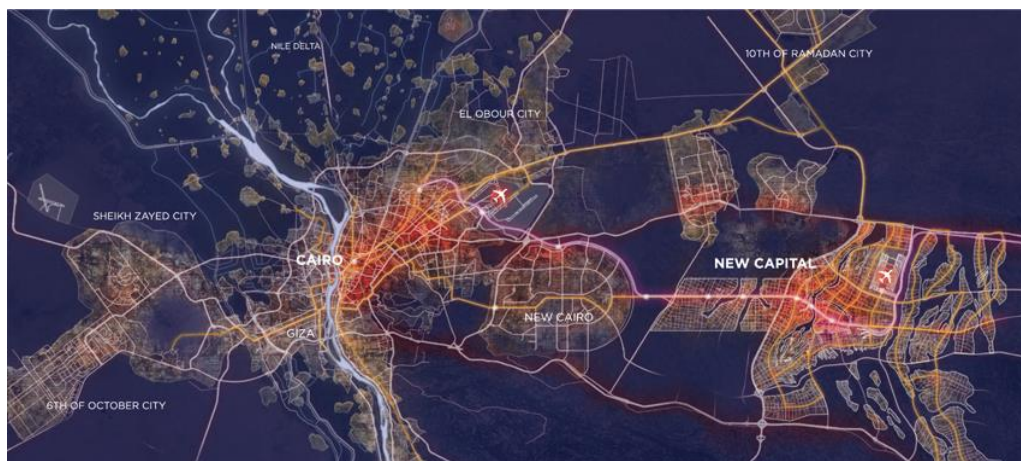 NILE DELTA
10TH OF RAMADAN CITY
EL OBOUR CITY
SHEIKH ZAYED CITY
CAIRO
NEW CAPITAL
NEW CAIRO
GIZA
6TH OF OCTOBER CITY